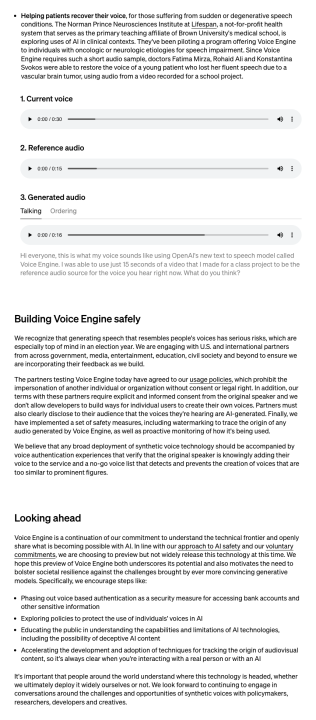 • Helping patients recover their voice, for those suffering from sudden or degenerative speech
conditions. The Norman Prince Neurosciences Institute at Lifespan, a not-for-profit health
system that serves as the primary teaching affiliate of Brown University's medical school, is
exploring uses of AI in clinical contexts. They've been piloting a program offering Voice Engine
to individuals with oncologic or neurologic etiologies for speech impairment. Since Voice
Engine requires such a short audio sample, doctors Fatima Mirza, Rohaid Ali and Konstantina
Svokos were able to restore the voice of a young patient who lost her fluent speech due to a
vascular brain tumor, using audio from a video recorded for a school project.
1. Current voice
0:00 / 0:30
2. Reference audio
0:00 / 0:15
3. Generated audio
Talking Ordering
0:00 / 0:16
Hi everyone, this is what my voice sounds like using OpenAI's new text to speech model called
Voice Engine. I was able to use just 15 seconds of a video that I made for a class project to be the
reference audio source for the voice you hear right now. What do you think?
Building Voice Engine safely
We recognize that generating speech that resembles people's voices has serious risks, which are
especially top of mind in an election year. We are engaging with U.S. and international partners
from across government, media, entertainment, education, civil society and beyond to ensure we
are incorporating their feedback as we build.
The partners testing Voice Engine today have agreed to our usage policies, which prohibit the
impersonation of another individual or organization without consent or legal right. In addition, our
terms with these partners require explicit and informed consent from the original speaker and we
don't allow developers to build ways for individual users to create their own voices. Partners must
also clearly disclose to their audience that the voices they're hearing are AI-generated. Finally, we
have implemented a set of safety measures, including watermarking to trace the origin of any
audio generated by Voice Engine, as well as proactive monitoring of how it's being used.
We believe that any broad deployment of synthetic voice technology should be accompanied by
voice authentication experiences that verify that the original speaker is knowingly adding their
voice to the service and a no-go voice list that detects and prevents the creation of voices that are
too similar to prominent figures.
Looking ahead
Voice Engine is a continuation of our commitment to understand the technical frontier and openly
share what is becoming possible with AI. In line with our approach to AI safety and our voluntary
commitments, we are choosing to preview but not widely release this technology at this time. We
hope this preview of Voice Engine both underscores its potential and also motivates the need to
bolster societal resilience against the challenges brought by ever more convincing generative
models. Specifically, we encourage steps like:
• Phasing out voice based authentication as a security measure for accessing bank accounts and
other sensitive information
• Exploring policies to protect the use of individuals' voices in AI
• Educating the public in understanding the capabilities and limitations of AI technologies,
including the possibility of deceptive AI content
• Accelerating the development and adoption of techniques for tracking the origin of audiovisual
content, so it's always clear when you're interacting with a real person or with an AI
It's important that people around the world understand where this technology is headed, whether
we ultimately deploy it widely ourselves or not. We look forward to continuing to engage in
conversations around the challenges and opportunities of synthetic voices with policymakers,
researchers, developers and creatives.